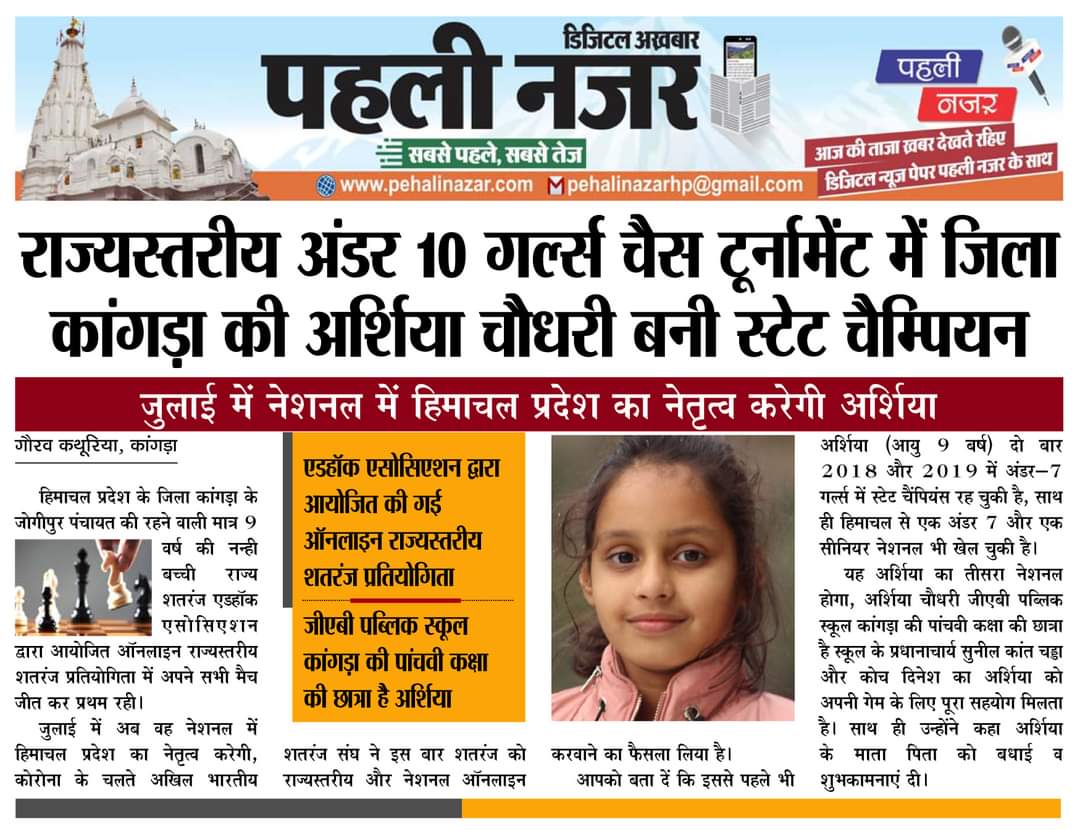 डिजिटल अख़बार
पहली नजर
सबसे पहले, सबसे तेज
www.pehalinazar.com
pehalinazarhp@gmail.com
पहली
नजर
आज की ताजा ख़बर देखते रहिए
डिजिटल न्यूज पेपर पहली नजर के साथ
राज्यस्तरीय अंडर 10 गर्ल्स चैस टूर्नामेंट में जिला
कांगड़ा की अर्शिया चौधरी बनी स्टेट चैम्पियन
जुलाई में नेशनल में हिमाचल प्रदेश का नेतृत्व करेगी अर्शिया
गौरव कथूरिया, कांगड़ा
हिमाचल प्रदेश के जिला कांगड़ा के
जोगीपुर पंचायत की रहने वाली मात्र 9
वर्ष की नन्ही
बच्ची राज्य
शतरंज एडहॉक
एसोसिएशन
द्वारा आयोजित ऑनलाइन राज्यस्तरीय
शतरंज प्रतियोगिता में अपने सभी मैच
जीत कर प्रथम रही।
जुलाई में अब वह नेशनल में
हिमाचल प्रदेश का नेतृत्व करेगी,
कोरोना के चलते अखिल भारतीय
एडहॉक एसोसिएशन द्वारा
आयोजित की गई
ऑनलाइन राज्यस्तरीय
शतरंज प्रतियोगिता
जीएबी पब्लिक स्कूल
कांगड़ा की पांचवी कक्षा
की छात्रा है अर्शिया
शतरंज संघ ने इस बार शतरंज को
राज्यस्तरीय और नेशनल ऑनलाइन
करवाने का फैसला लिया है।
आपको बता दें कि इससे पहले भी
अर्शिया (आयु 9 वर्ष) दो बार
2018 और 2019 में अंडर-7
गर्ल्स में स्टेट चैंपियंस रह चुकी है, साथ
ही हिमाचल से एक अंडर 7 और एक
सीनियर नेशनल भी खेल चुकी है।
यह अर्शिया का तीसरा नेशनल
होगा, अर्शिया चौधरी जीएबी पब्लिक
स्कूल कांगड़ा की पांचवी कक्षा की छात्रा
है स्कूल के प्रधानाचार्य सुनील कांत चड्डा
और कोच दिनेश का अर्शिया को
अपनी गेम के लिए पूरा सहयोग मिलता
है। साथ ही उन्होंने कहा अर्शिया
के माता पिता को बधाई व
शुभकामनाएं दी।